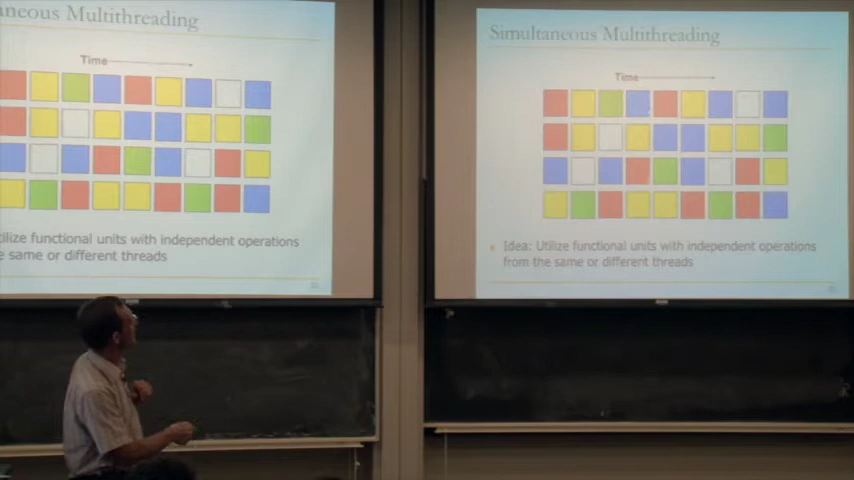 aneous Multithreading
Time
ilize functional units with independent operations
e same or different threads
Simultaneous Multithreading
Time
Idea: Utilize functional units with independent operations
from the same or different threads